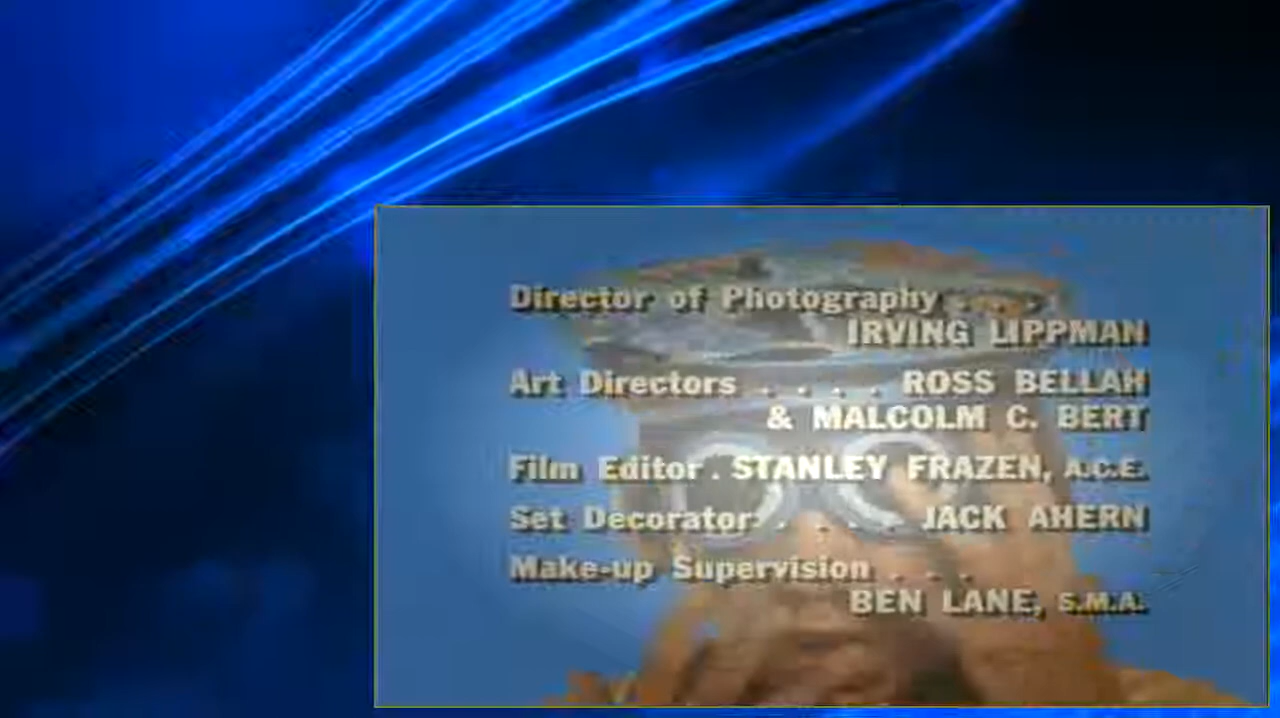 Director of Photography . . . .
IRVING LIPPMAN
Art Directors . . . . ROSS BELLAH
& MALCOLM C. BERT
Film Editor . STANLEY FRAZEN, A.C.E.
Set Decorator . . . . JACK AHERN
Make-up Supervision . . .
BEN LANE, S.M.A.